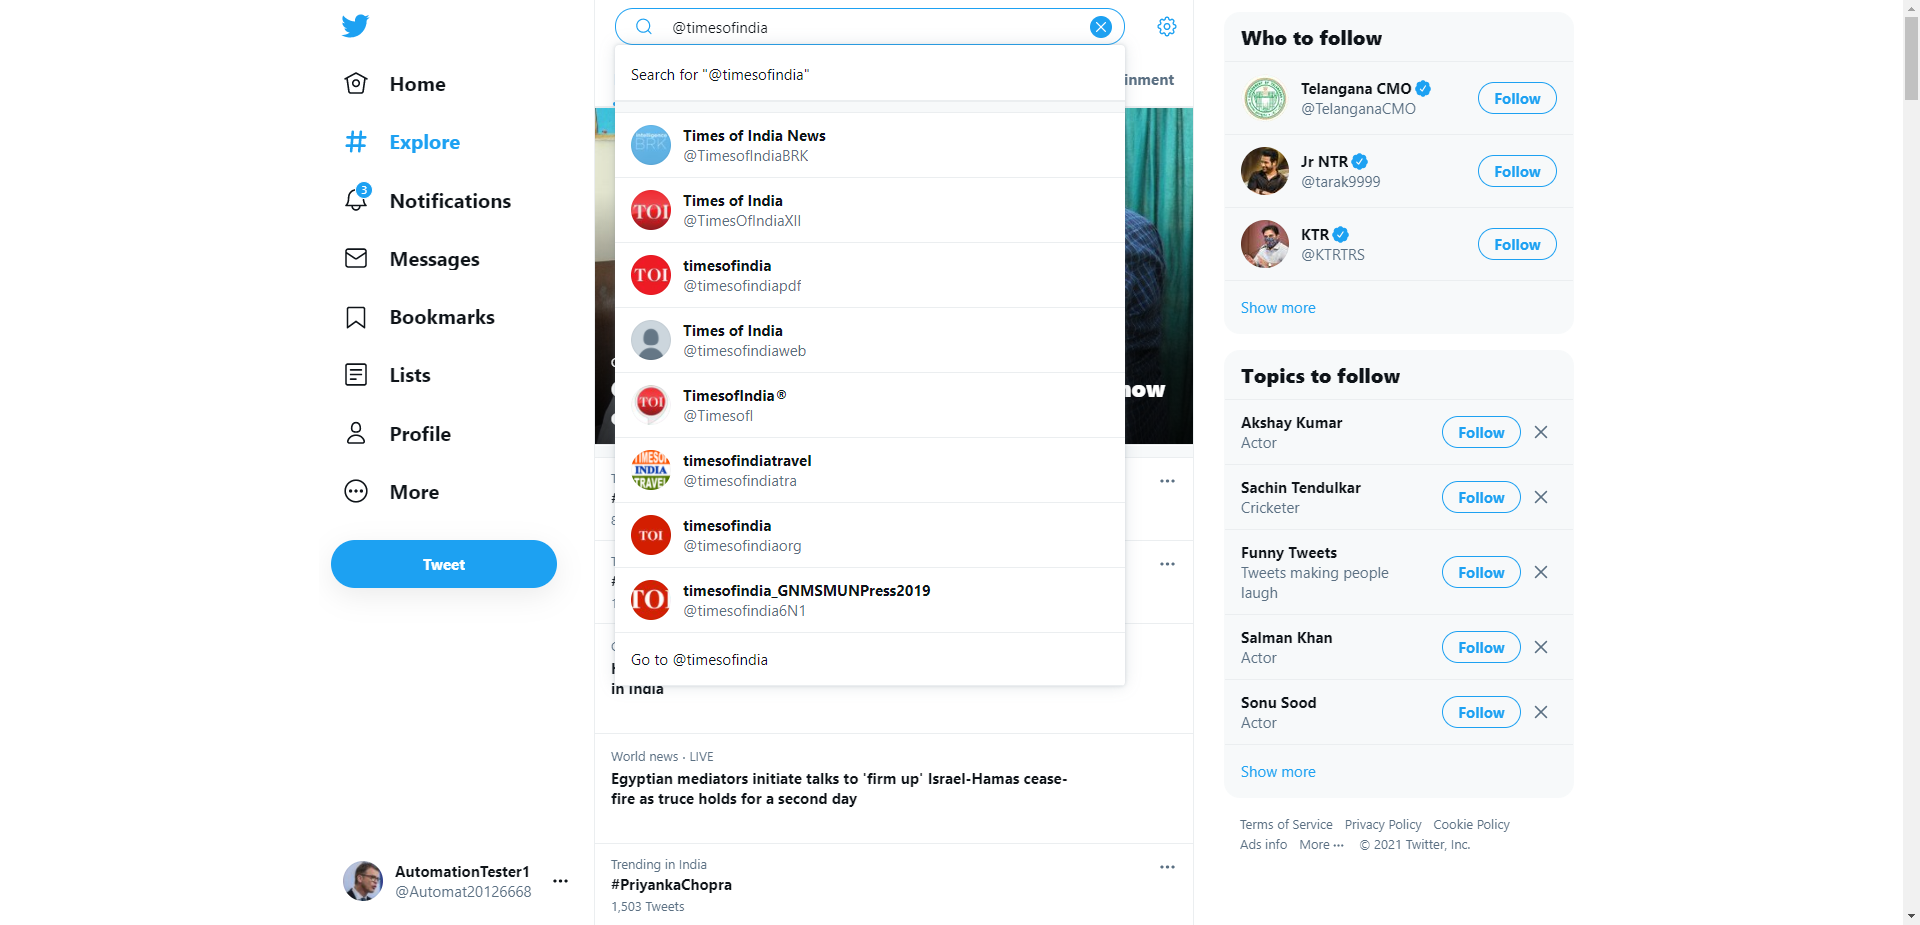 Home
Explore
3
Notifications
Messages
Bookmarks
Lists
Profile
More
Tweet
AutomationTester1
@Automat20126668
@timesofindia
Search for "@timesofindia"
inment
Times of India News
@TimesofIndiaBRK
Times of India
@TimesOfIndiaXII
timesofindia
@timesofindiapdf
Times of India
@timesofindiaweb
TimesofIndia®
@TimesofI
timesofindiatravel
@timesofindiatra
timesofindia
@timesofindiaorg
timesofindia_GNMSMUNPress2019
@timesofindia6N1
Go to @timesofindia
in India
World news · LIVE
Egyptian mediators initiate talks to 'firm up' Israel-Hamas cease-
fire as truce holds for a second day
Trending in India
#PriyankaChopra
1,503 Tweets
Who to follow
Telangana CMO
@TelanganaCMO
Follow
Jr NTR
@tarak9999
Follow
KTR
@KTRTRS
Follow
Show more
Topics to follow
Akshay Kumar
Actor
Follow
Sachin Tendulkar
Cricketer
Follow
Funny Tweets
Tweets making people
laugh
Follow
Salman Khan
Actor
Follow
Sonu Sood
Actor
Follow
Show more
Terms of Service Privacy Policy Cookie Policy
Ads info More ··· © 2021 Twitter, Inc.